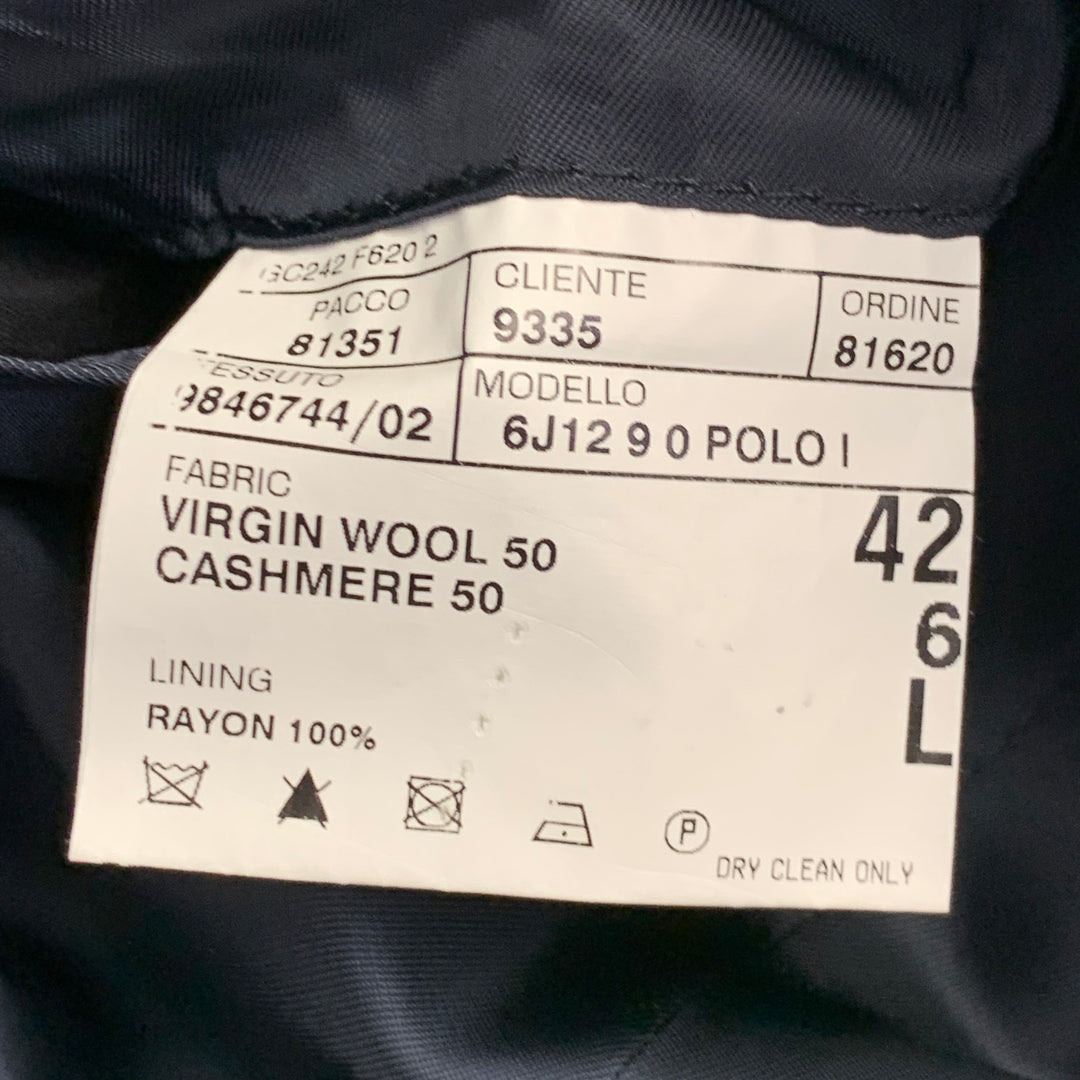 GC242 F620 2
PACCO
81351
CLIENTE
9335
ORDINE
81620
TESSUTO
9846744/02
MODELLO
6J12 9 0 POLO I
FABRIC
VIRGIN WOOL 50
CASHMERE 50
42
6
L
LINING
RAYON 100%
P
DRY CLEAN ONLY